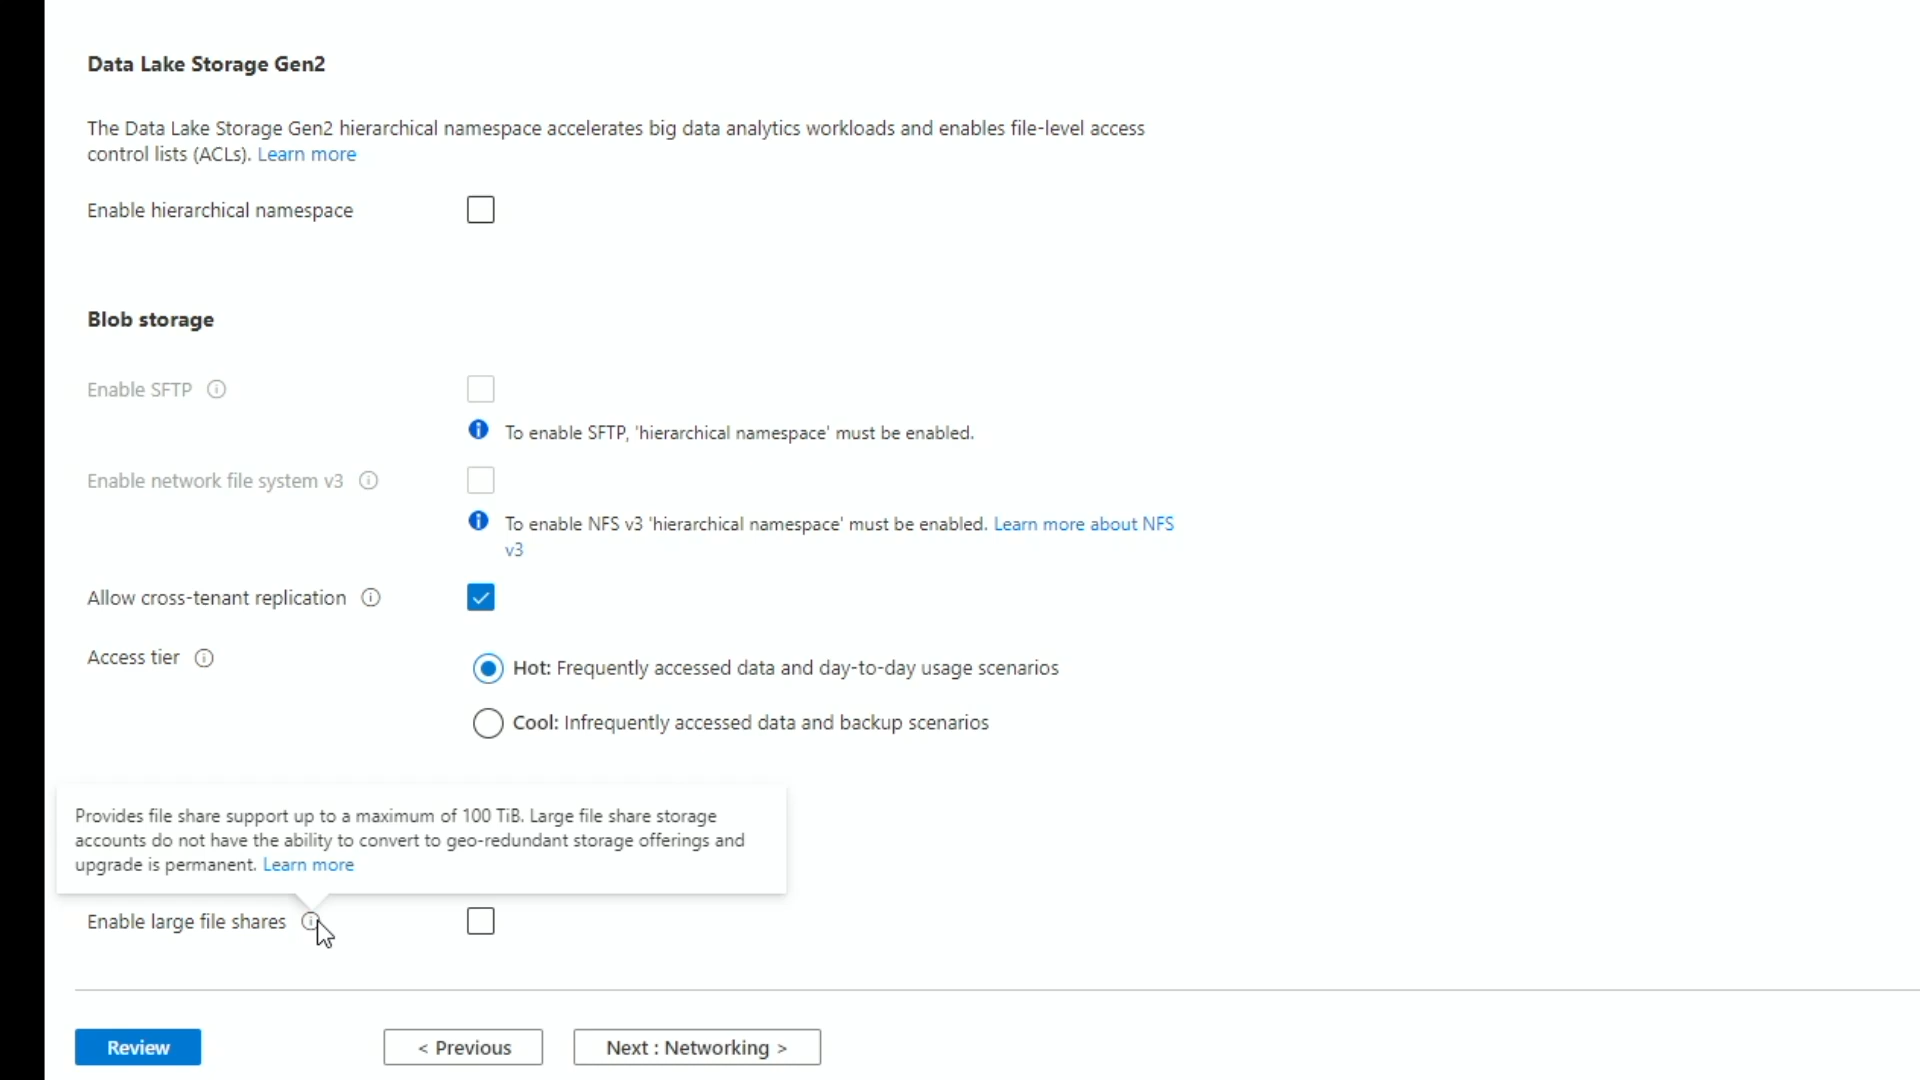 Data Lake Storage Gen2
The Data Lake Storage Gen2 hierarchical namespace accelerates big data analytics workloads and enables file-level access
control lists (ACLs). Learn more
Enable hierarchical namespace
Blob storage
Enable SFTP
To enable SFTP, 'hierarchical namespace' must be enabled.
Enable network file system v3
To enable NFS v3 'hierarchical namespace' must be enabled. Learn more about NFS
v3
Allow cross-tenant replication
Access tier
Hot: Frequently accessed data and day-to-day usage scenarios
Cool: Infrequently accessed data and backup scenarios
Provides file share support up to a maximum of 100 TiB. Large file share storage
accounts do not have the ability to convert to geo-redundant storage offerings and
upgrade is permanent. Learn more
Enable large file shares
Review
< Previous
Next : Networking >